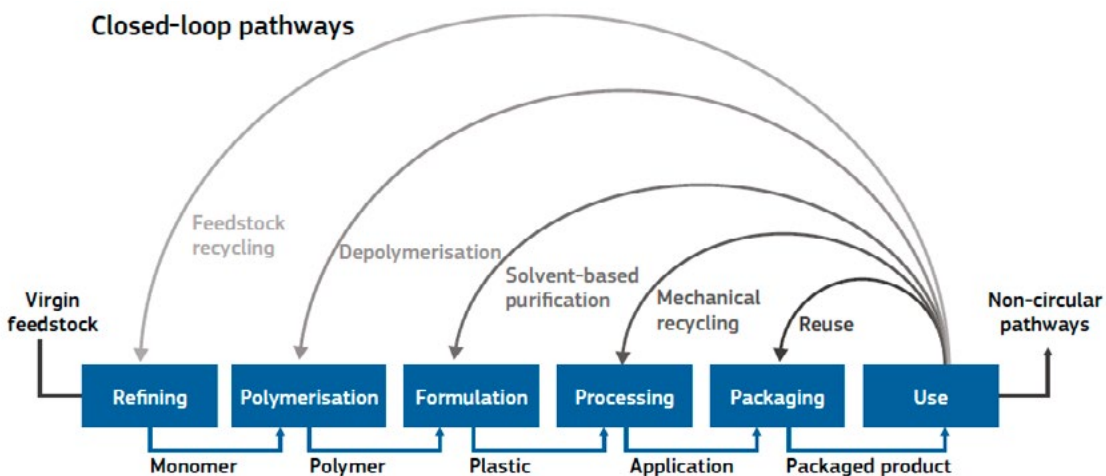 Closed-loop pathways
Feedstock
recycling
Depolymerisation
Solvent-based
purification
Mechanical
recycling
Reuse
Virgin
feedstock
Non-circular
pathways
Refining
Polymerisation
Formulation
Processing
Packaging
Use
Monomer
Polymer
Plastic
Application
Packaged product